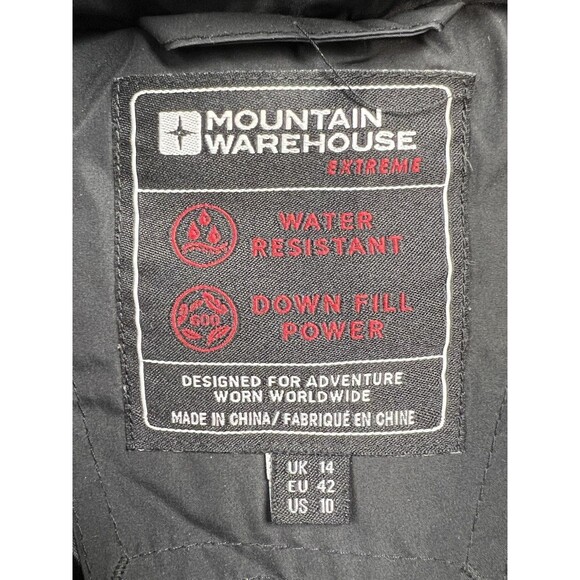 MOUNTAIN
WAREHOUSE
EXTREME
WATER
RESISTANT
600
DOWN FILL
POWER
DESIGNED FOR ADVENTURE
WORN WORLDWIDE
MADE IN CHINA/FABRIQUÉ EN CHINE
UK 14
EU 42
US 10